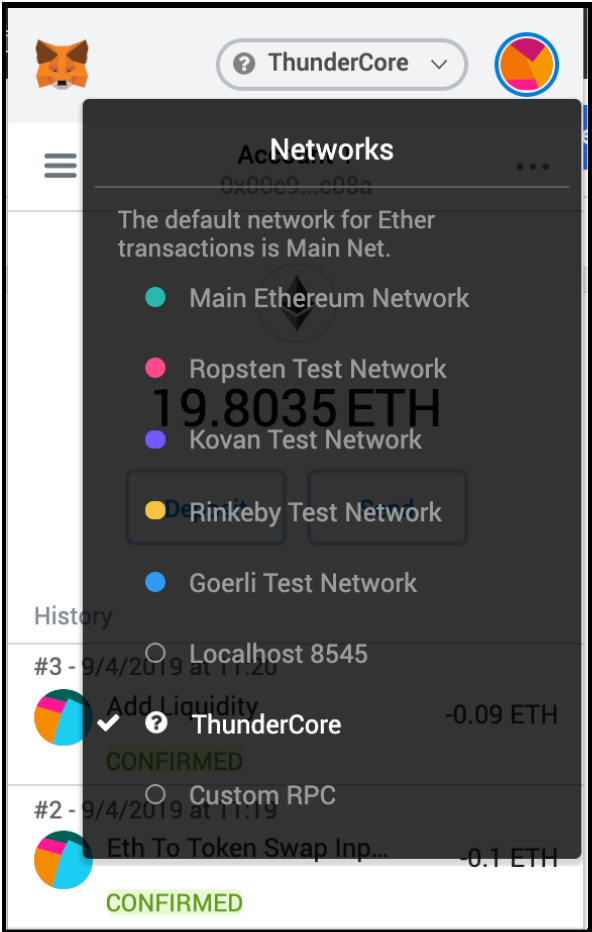 ThunderCore
Networks
Account 1
0x00e9...c08a
The default network for Ether
transactions is Main Net.
Main Ethereum Network
Ropsten Test Network
19.8035 ETH
Kovan Test Network
Deposit
Send
Rinkeby Test Network
Goerli Test Network
History
Localhost 8545
#3 - 9/4/2019 at 11:20
Add Liquidity
-0.09 ETH
ThunderCore
CONFIRMED
Custom RPC
#2 - 9/4/2019 at 11:19
Eth To Token Swap Inp...
-0.1 ETH
CONFIRMED